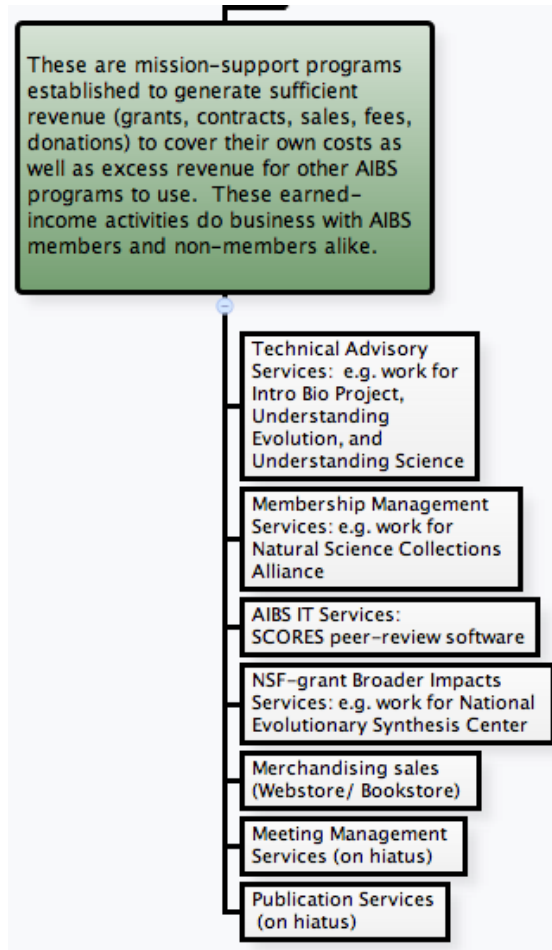 These are mission-support programs
established to generate sufficient
revenue (grants, contracts, sales, fees,
donations) to cover their own costs as
well as excess revenue for other AIBS
programs to use.  These earned-
income activities do business with AIBS
members and non-members alike.
Technical Advisory
Services:  e.g. work for
Intro Bio Project,
Understanding
Evolution, and
Understanding Science
Membership Management
Services: e.g. work for
Natural Science Collections
Alliance
AIBS IT Services:
SCORES peer-review software
NSF-grant Broader Impacts
Services: e.g. work for National
Evolutionary Synthesis Center
Merchandising sales
(Webstore/ Bookstore)
Meeting Management
Services (on hiatus)
Publication Services
(on hiatus)